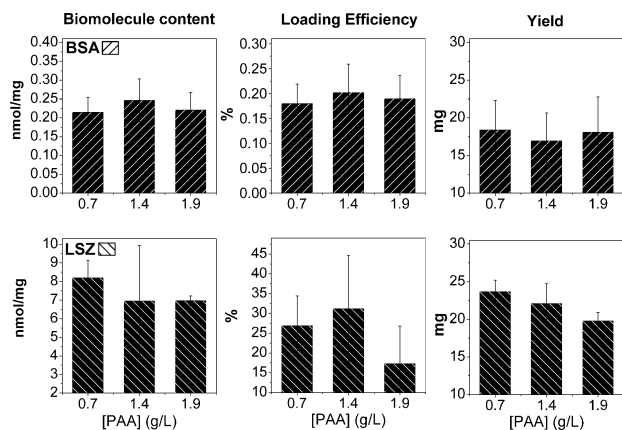 Biomolecule content
Loading Efficiency
Yield
BSA
nmol/mg
0.40
0.35
0.30
0.25
0.20
0.15
0.10
0.05
0.00
0.7 1.4 1.9
%
0.30
0.25
0.20
0.15
0.10
0.05
0.00
0.7 1.4 1.9
mg
30
25
20
15
10
0.7 1.4 1.9
LSZ
nmol/mg
10
9
8
7
6
5
4
3
2
0.7 1.4 1.9
[PAA] (g/L)
%
45
40
35
30
25
20
15
10
0.7 1.4 1.9
[PAA] (g/L)
mg
30
25
20
15
10
0.7 1.4 1.9
[PAA] (g/L)